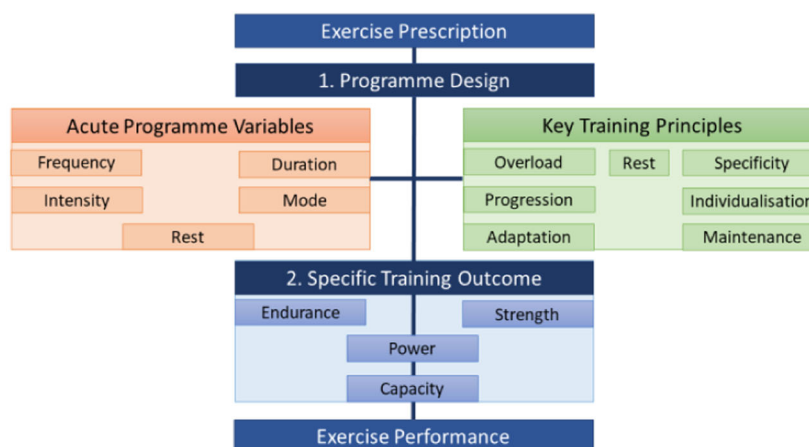 Exercise Prescription
1. Programme Design
Acute Programme Variables
Frequency
Duration
Intensity
Mode
Rest
Key Training Principles
Overload
Rest
Specificity
Progression
Individualisation
Adaptation
Maintenance
2. Specific Training Outcome
Endurance
Strength
Power
Capacity
Exercise Performance